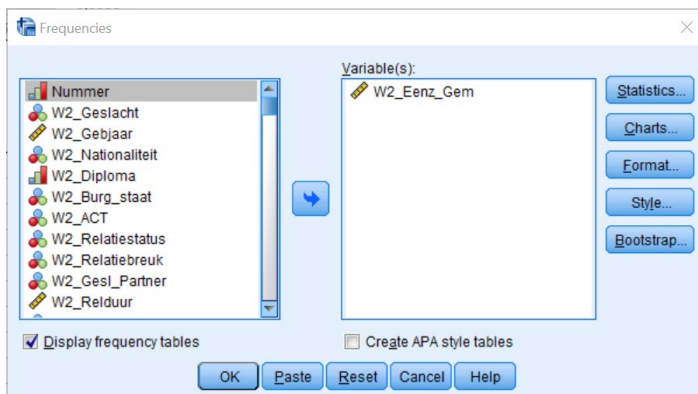 Frequencies
Variable(s):
Nummer
W2_Geslacht
W2_Gebjaar
W2_Nationaliteit
W2_Diploma
W2_Burg_staat
W2_ACT
W2_Relatiestatus
W2_Relatiebreuk
W2_Gesl_Partner
W2_Relduur
W2_Eenz_Gem
Statistics...
Charts...
Format...
Style...
Bootstrap...
Display frequency tables
Create APA style tables
OK Paste Reset Cancel Help